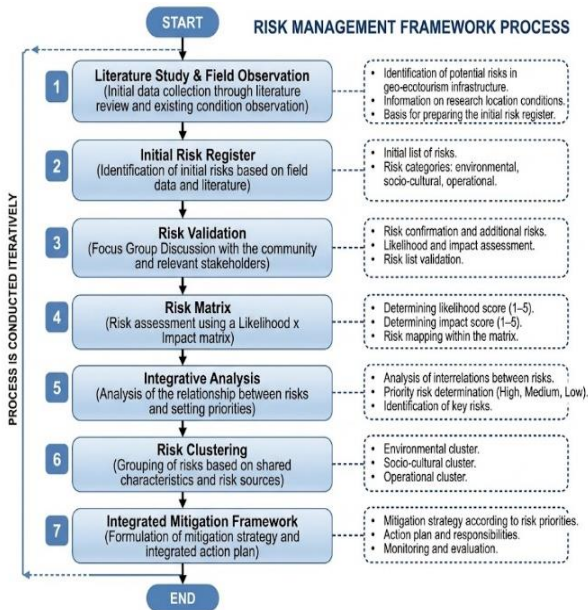 START
RISK MANAGEMENT FRAMEWORK PROCESS
PROCESS IS CONDUCTED ITERATIVELY
1
Literature Study & Field Observation
(Initial data collection through literature
review and existing condition observation)
• Identification of potential risks in
geo-ecotourism infrastructure.
• Information on research location conditions.
• Basis for preparing the initial risk register.
2
Initial Risk Register
(Identification of initial risks based on field
data and literature)
• Initial list of risks.
• Risk categories: environmental,
socio-cultural, operational.
3
Risk Validation
(Focus Group Discussion with the community
and relevant stakeholders)
• Risk confirmation and additional risks.
• Likelihood and impact assessment.
• Risk list validation.
4
Risk Matrix
(Risk assessment using a Likelihood x
Impact matrix)
• Determining likelihood score (1–5).
• Determining impact score (1–5).
• Risk mapping within the matrix.
5
Integrative Analysis
(Analysis of the relationship between risks
and setting priorities)
• Analysis of interrelations between risks.
• Priority risk determination (High, Medium, Low).
• Identification of key risks.
6
Risk Clustering
(Grouping of risks based on shared
characteristics and risk sources)
• Environmental cluster.
• Socio-cultural cluster.
• Operational cluster.
7
Integrated Mitigation Framework
(Formulation of mitigation strategy and
integrated action plan)
• Mitigation strategy according to risk priorities.
• Action plan and responsibilities.
• Monitoring and evaluation.
END